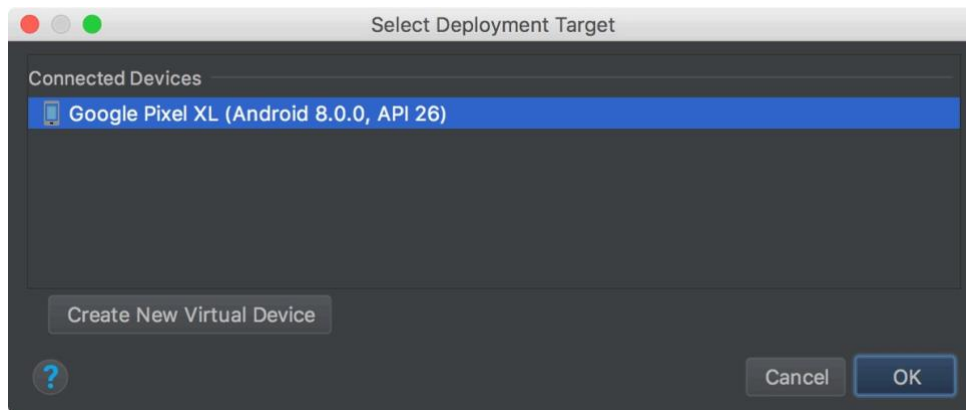 Select Deployment Target
Connected Devices
Google Pixel XL (Android 8.0.0, API 26)
Create New Virtual Device
?
Cancel
OK